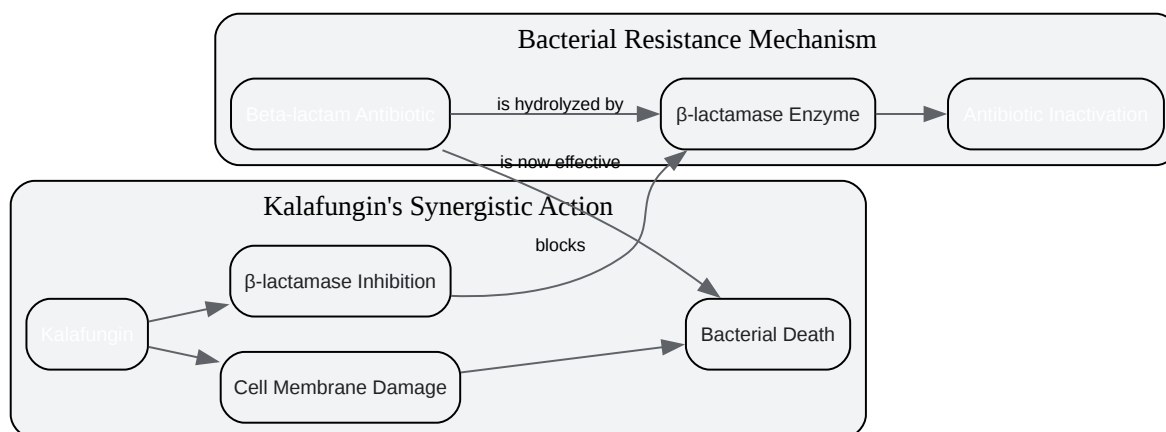 Bacterial Resistance Mechanism
Beta-lactam Antibiotic
is hydrolyzed by
β-lactamase Enzyme
Antibiotic Inactivation
is now effective
Kalafungin's Synergistic Action
blocks
β-lactamase Inhibition
Kalafungin
Bacterial Death
Cell Membrane Damage